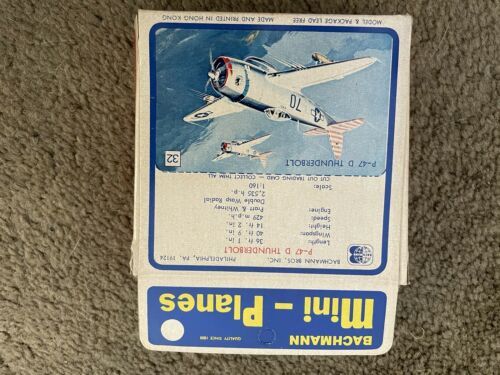 BACHMANN
QUALITY SINCE 1833
Mini-Planes
BACHMANN BROS., INC. PHILADELPHIA, PA. 19124
P-47 D THUNDERBOLT
Length: 36 ft. 1 in.
Wingspan: 40 ft. 9 in.
Height: 14 ft. 2 in.
Speed: 429 m.p.h.
Engine: Pratt & Whitney
Double Wasp Radial
2,535 h.p.
Scale: 1:160
CUT OUT TRADING CARD — COLLECT THEM ALL
P-47 D THUNDERBOLT
32
70
MODEL & PACKAGE LEAD FREE
MADE AND PRINTED IN HONG KONG